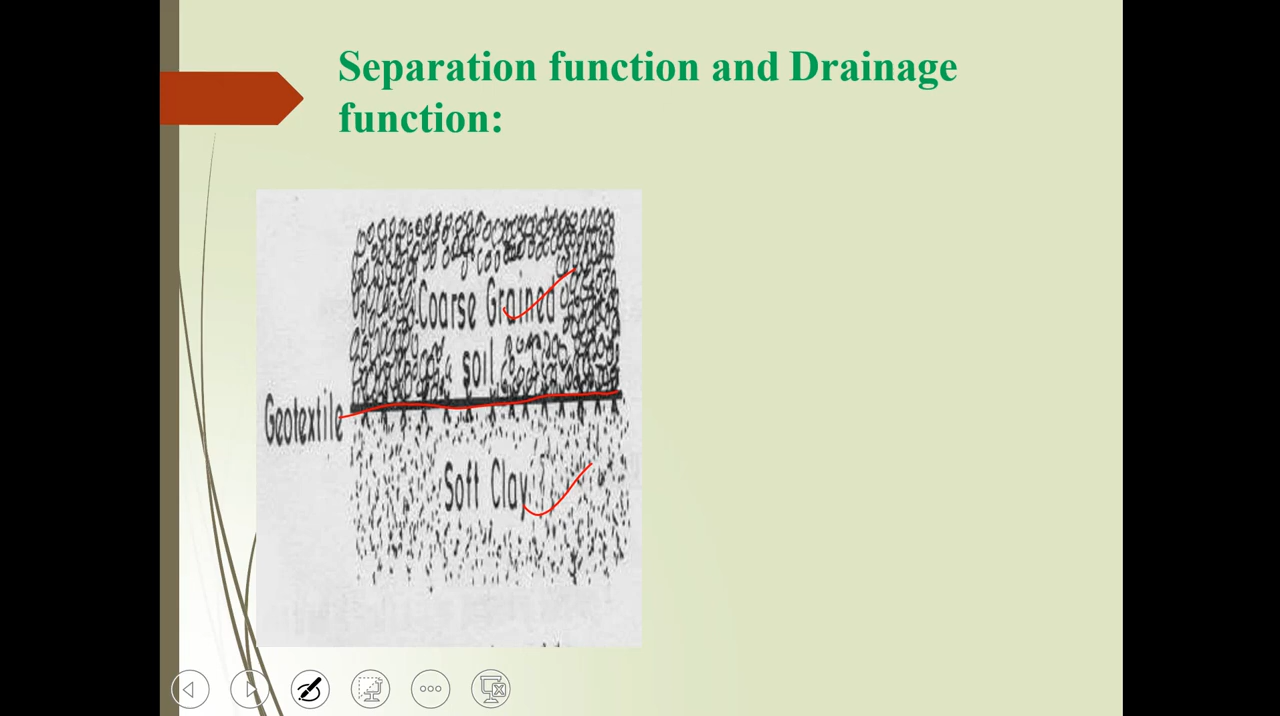 Separation function and Drainage
function:
Coarse Grained
soil
Geotextile
Soft Clay